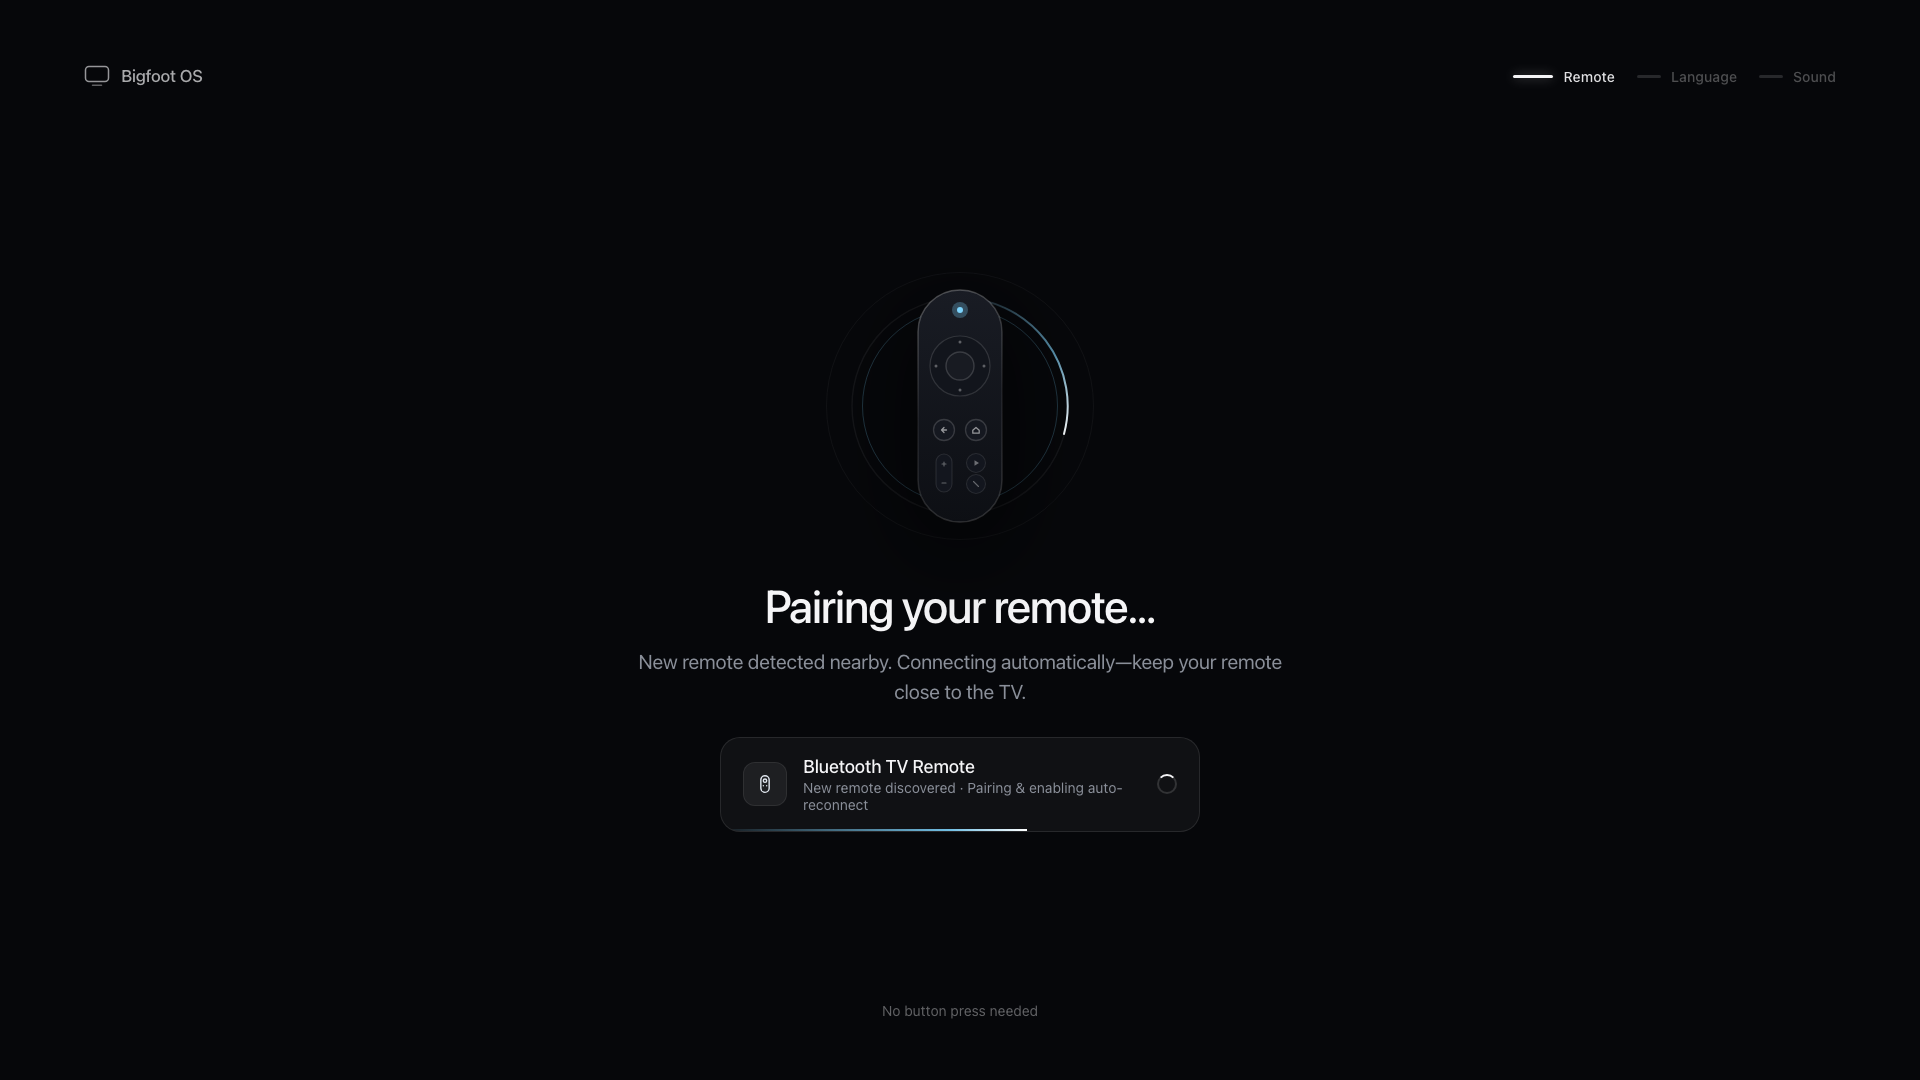 Bigfoot OS
Remote
Language
Sound
Pairing your remote...
New remote detected nearby. Connecting automatically—keep your remote
close to the TV.
Bluetooth TV Remote
New remote discovered · Pairing & enabling auto-
reconnect
No button press needed